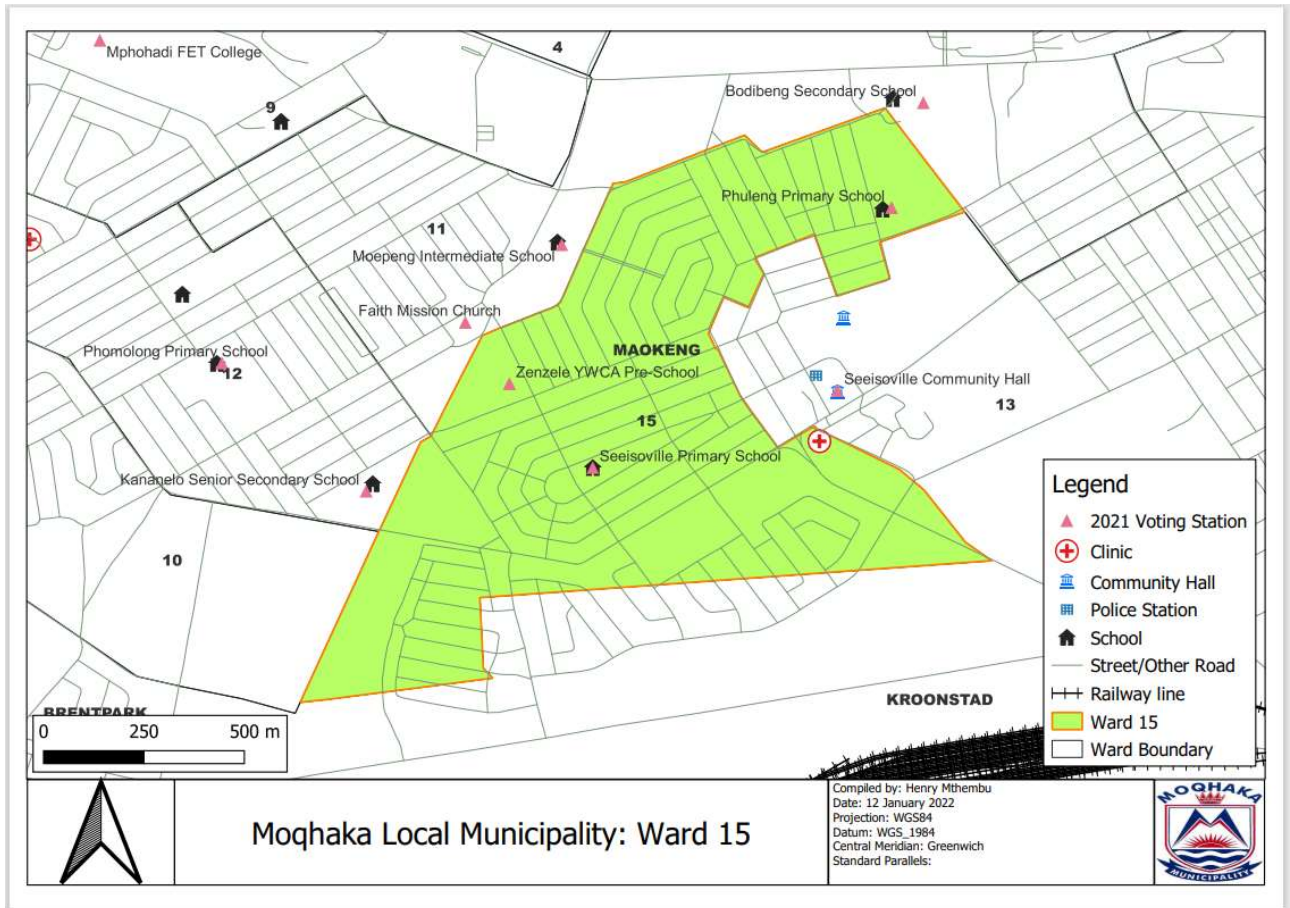 Mphohadi FET College
4
Bodibeng Secondary School
9
Phuleng Primary School
11
Moepeng Intermediate School
Faith Mission Church
MAOKENG
Phomolong Primary School
12
Zenzele YWCA Pre-School
Seeisoville Community Hall
13
15
Seeisoville Primary School
Kananelo Senior Secondary School
10
BRENTPARK
KROONSTAD
0 250 500 m
Legend
2021 Voting Station
Clinic
Community Hall
Police Station
School
Street/Other Road
Railway line
Ward 15
Ward Boundary
Moqhaka Local Municipality: Ward 15
Compiled by: Henry Mthembu
Date: 12 January 2022
Projection: WGS84
Datum: WGS_1984
Central Meridian: Greenwich
Standard Parallels:
MOQHAKA
MUNICIPALITY